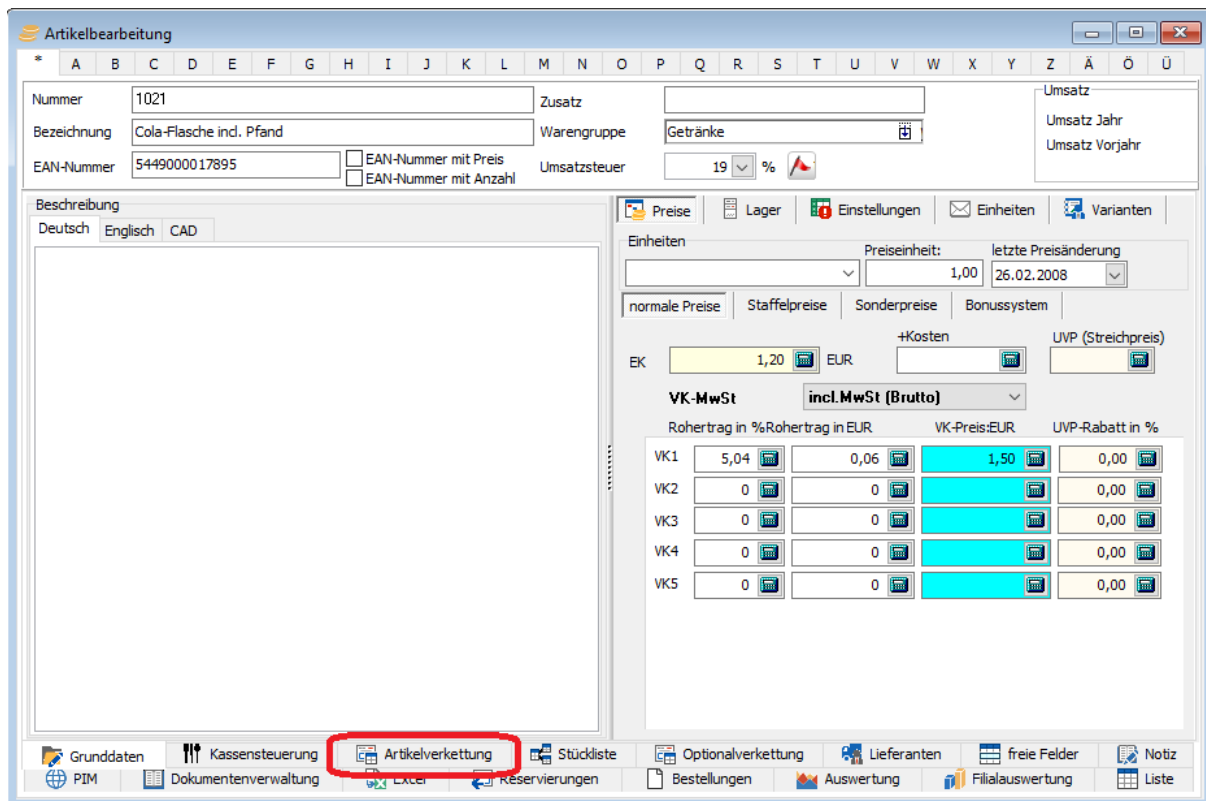 Artikelbearbeitung
* A B C D E F G H I J K L M N O P Q R S T U V W X Y Z Ä Ö Ü
Nummer 1021 Zusatz Umsatz
Bezeichnung Cola-Flasche incl. Pfand Warengruppe Getränke Umsatz Jahr
EAN-Nummer 5449000017895 EAN-Nummer mit Preis Umsatzsteuer 19 % Umsatz Vorjahr
EAN-Nummer mit Anzahl
Beschreibung
Deutsch Englisch CAD
Preise Lager Einstellungen Einheiten Varianten
Einheiten Preiseinheit: letzte Preisänderung
1,00 26.02.2008
normale Preise Staffelpreise Sonderpreise Bonussystem
+Kosten UVP (Streichpreis)
EK 1,20 EUR
VK-MwSt incl.MwSt (Brutto)
Rohertrag in % Rohertrag in EUR VK-Preis:EUR UVP-Rabatt in %
VK1 5,04 0,06 1,50 0,00
VK2 0 0 0,00
VK3 0 0 0,00
VK4 0 0 0,00
VK5 0 0 0,00
Grunddaten Kassensteuerung Artikelverkettung Stückliste Optionalverkettung Lieferanten freie Felder Notiz
PIM Dokumentenverwaltung Excel Reservierungen Bestellungen Auswertung Filialauswertung Liste